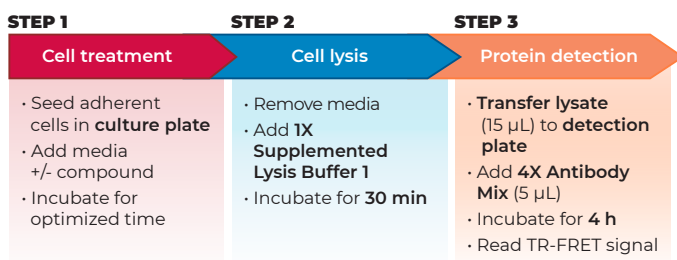 STEP 1
Cell treatment
· Seed adherent
cells in culture plate
· Add media
+/- compound
· Incubate for
optimized time
STEP 2
Cell lysis
· Remove media
· Add 1X
Supplemented
Lysis Buffer 1
· Incubate for 30 min
STEP 3
Protein detection
· Transfer lysate
(15 µL) to detection
plate
· Add 4X Antibody
Mix (5 µL)
· Incubate for 4 h
· Read TR-FRET signal